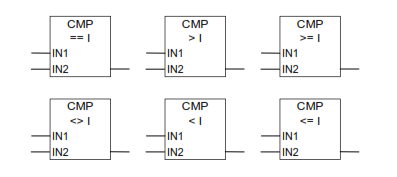 CMP CMP CMP
== I > I >= I
IN1 IN1 IN1
IN2 IN2 IN2
CMP CMP CMP
<> I < I <= I
IN1 IN1 IN1
IN2 IN2 IN2